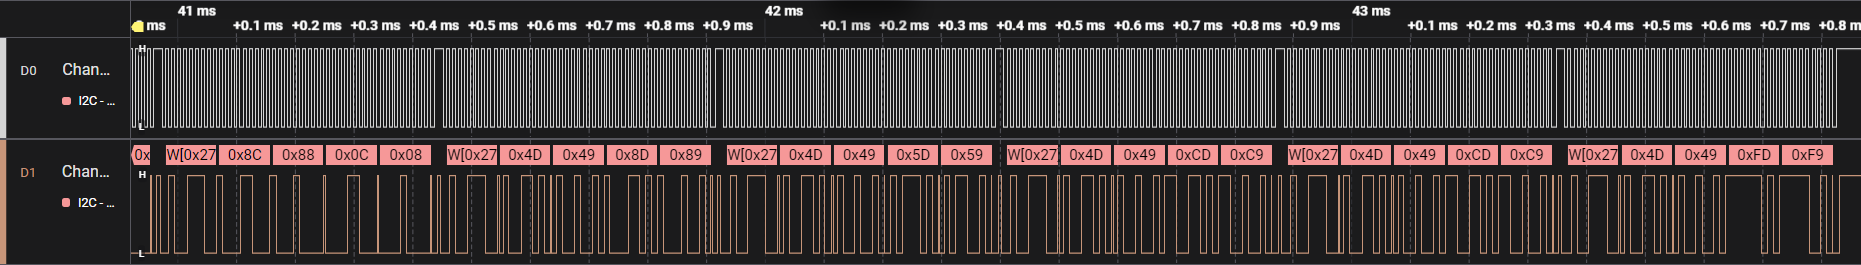 41 ms 42 ms 43 ms
ms +0.1 ms +0.2 ms +0.3 ms +0.4 ms +0.5 ms +0.6 ms +0.7 ms +0.8 ms +0.9 ms +0.1 ms +0.2 ms +0.3 ms +0.4 ms +0.5 ms +0.6 ms +0.7 ms +0.8 ms +0.9 ms +0.1 ms +0.2 ms +0.3 ms +0.4 ms +0.5 ms +0.6 ms +0.7 ms +0.8 m
H
D0 Chan...
I2C - ...
L
0x W[0x27 0x8C 0x88 0x0C 0x08 W[0x27 0x4D 0x49 0x8D 0x89 W[0x27 0x4D 0x49 0x5D 0x59 W[0x27 0x4D 0x49 0xCD 0xC9 W[0x27 0x4D 0x49 0xCD 0xC9 W[0x27 0x4D 0x49 0xFD 0xF9
D1 Chan...
H
I2C - ...
L